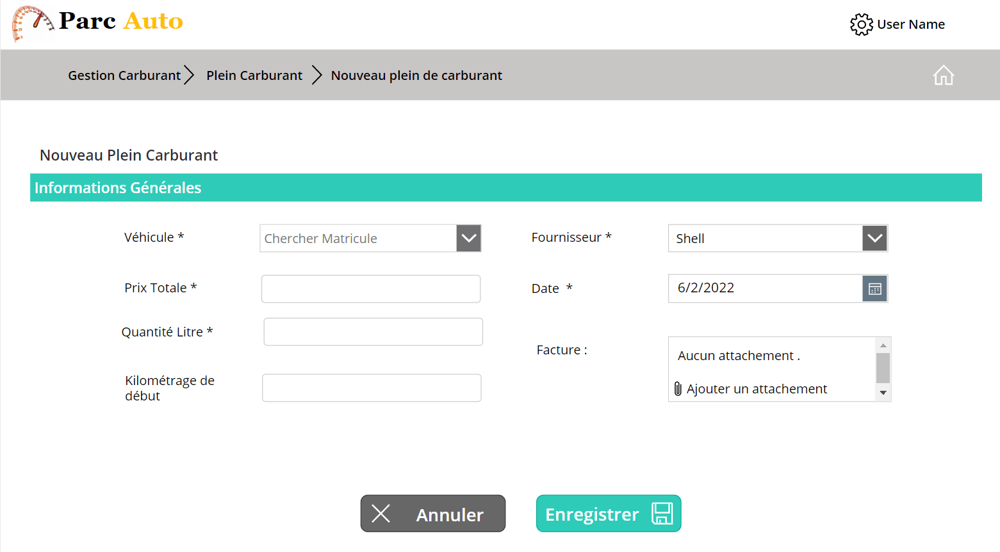 Parc Auto
User Name
Gestion Carburant
Plein Carburant
Nouveau plein de carburant
Nouveau Plein Carburant
Informations Générales
Véhicule *
Chercher Matricule
Fournisseur *
Shell
Prix Totale *
Date *
6/2/2022
Quantité Litre *
Facture :
Aucun attachement .
Ajouter un attachement
Kilométrage de
début
Annuler
Enregistrer